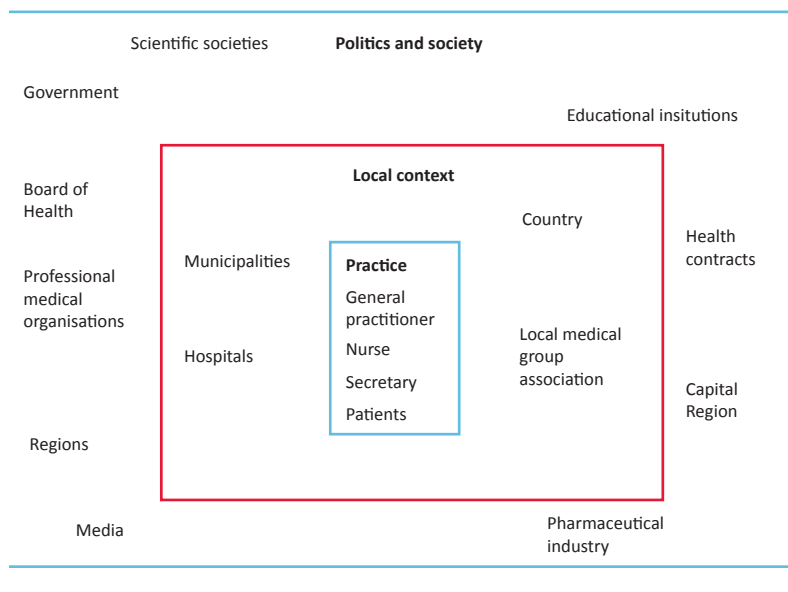 Scientific societies
Politics and society
Government
Educational insitutions
Local context
Board of
Health
Country
Health
contracts
Municipalities
Practice
Professional
medical
organisations
General
practitioner
Local medical
group
association
Hospitals
Nurse
Secretary
Patients
Capital
Region
Regions
Media
Pharmaceutical
industry